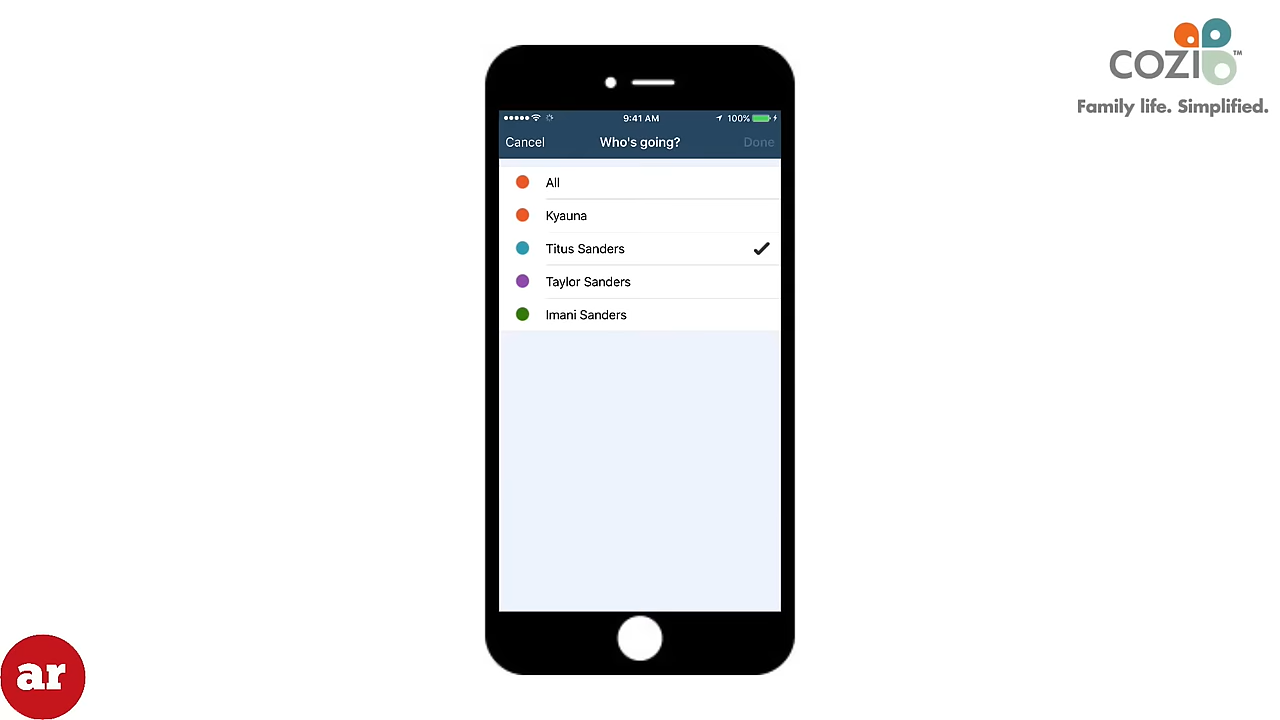 COZI™
Family life. Simplified.
9:41 AM
100%
Cancel
Who's going?
Done
All
Kyauna
Titus Sanders
Taylor Sanders
Imani Sanders
ar